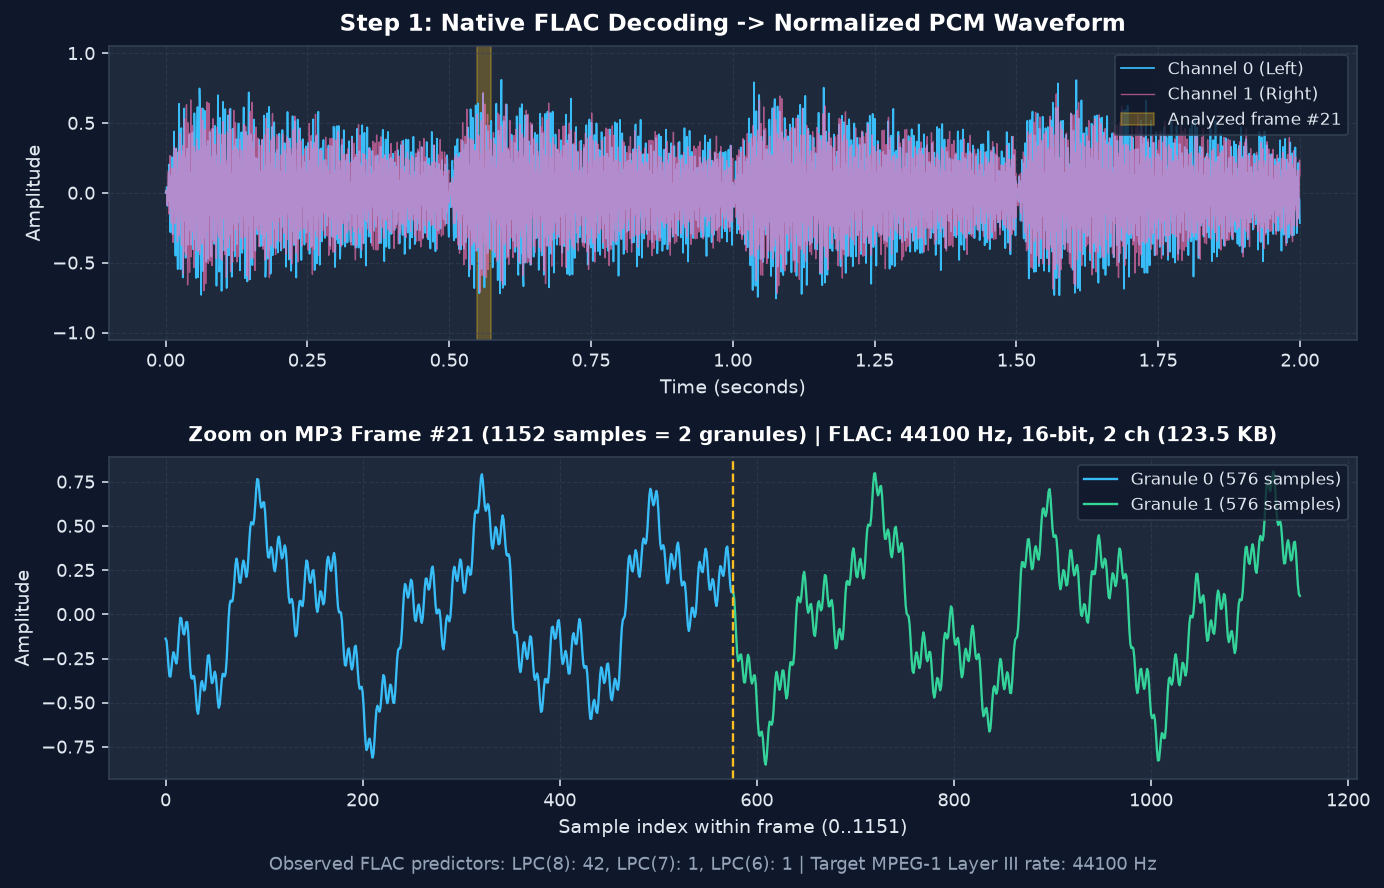 Step 1: Native FLAC Decoding -> Normalized PCM Waveform
1.0
0.5
0.0
−0.5
−1.0
Amplitude
Channel 0 (Left)
Channel 1 (Right)
Analyzed frame #21
0.00 0.25 0.50 0.75 1.00 1.25 1.50 1.75 2.00
Time (seconds)
Zoom on MP3 Frame #21 (1152 samples = 2 granules) | FLAC: 44100 Hz, 16-bit, 2 ch (123.5 KB)
0.75
0.50
0.25
0.00
−0.25
−0.50
−0.75
Amplitude
Granule 0 (576 samples)
Granule 1 (576 samples)
0 200 400 600 800 1000 1200
Sample index within frame (0..1151)
Observed FLAC predictors: LPC(8): 42, LPC(7): 1, LPC(6): 1 | Target MPEG-1 Layer III rate: 44100 Hz